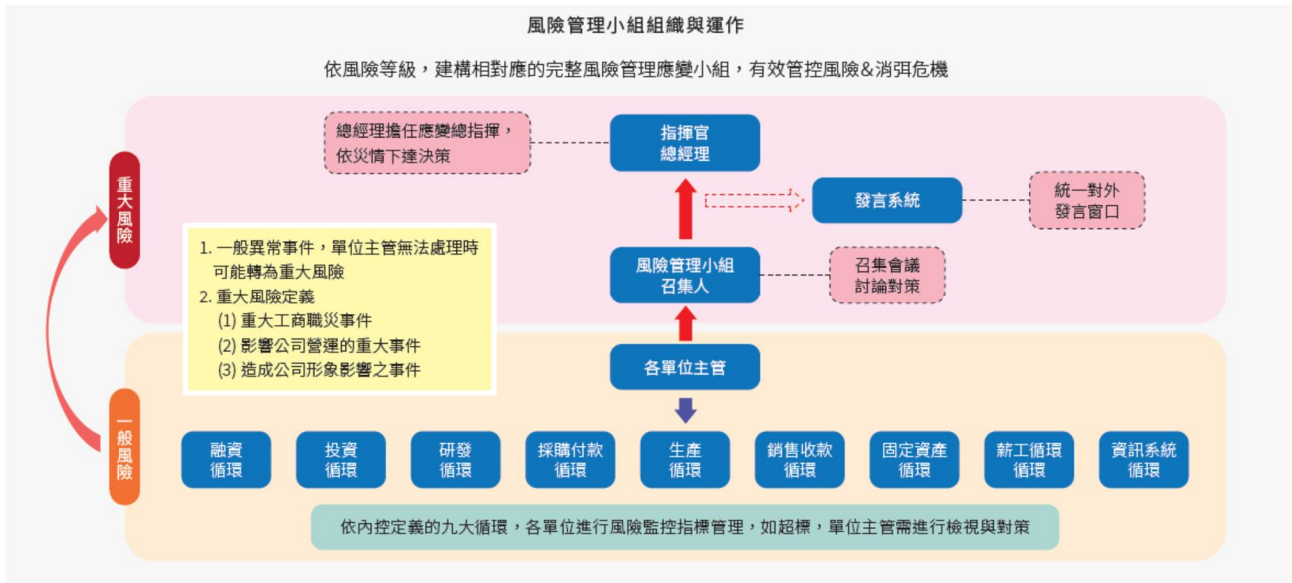 風險管理小組組織與運作
依風險等級，建構相對應的完整風險管理應變小組，有效管控風險&消弭危機
重大風險
總經理擔任應變總指揮，
依災情下達決策
指揮官
總經理
發言系統
統一對外
發言窗口
1. 一般異常事件，單位主管無法處理時
可能轉為重大風險
2. 重大風險定義
(1) 重大工商職災事件
(2) 影響公司營運的重大事件
(3) 造成公司形象影響之事件
風險管理小組
召集人
召集會議
討論對策
一般風險
各單位主管
融資
循環
投資
循環
研發
循環
採購付款
循環
生產
循環
銷售收款
循環
固定資產
循環
薪工循環
循環
資訊系統
循環
依內控定義的九大循環，各單位進行風險監控指標管理，如超標，單位主管需進行檢視與對策